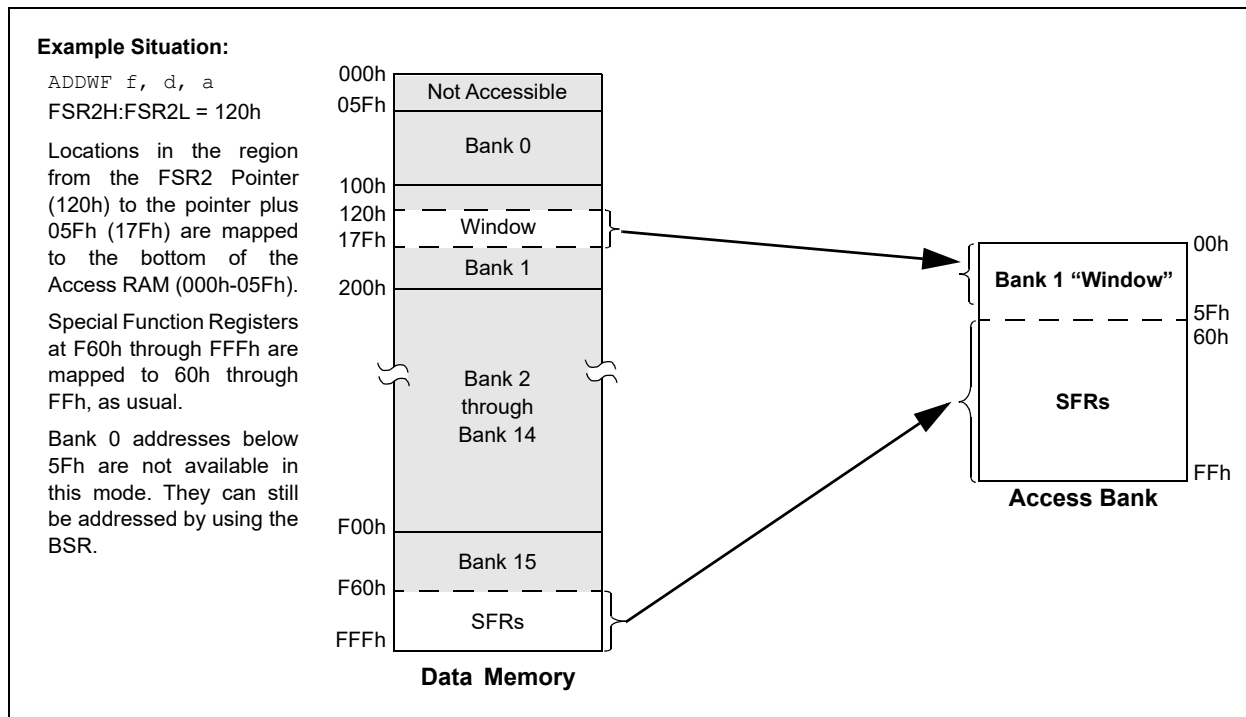 Example Situation:
ADDWF f, d, a
FSR2H:FSR2L = 120h
Locations in the region
from the FSR2 Pointer
(120h) to the pointer plus
05Fh (17Fh) are mapped
to the bottom of the
Access RAM (000h-05Fh).
Special Function Registers
at F60h through FFFh are
mapped to 60h through
FFh, as usual.
Bank 0 addresses below
5Fh are not available in
this mode. They can still
be addressed by using the
BSR.
000h
Not Accessible
05Fh
Bank 0
100h
120h
Window
17Fh
Bank 1
200h
Bank 2
through
Bank 14
F00h
Bank 15
F60h
SFRs
FFFh
Data Memory
00h
Bank 1 “Window”
5Fh
60h
SFRs
FFh
Access Bank